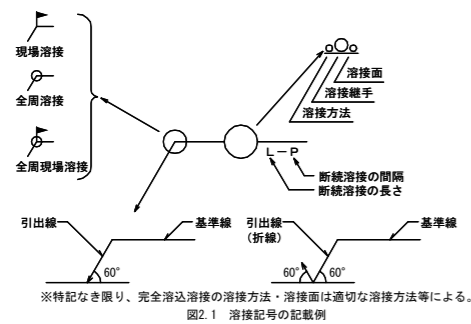 現場溶接
全周溶接
全周現場溶接
溶接面
溶接継手
溶接方法
L－P
断続溶接の間隔
断続溶接の長さ
引出線
基準線
60°
引出線
(折線)
基準線
60°
60°
※特記なき限り、完全溶込溶接の溶接方法・溶接面は適切な溶接方法等による。
図2.1 溶接記号の記載例